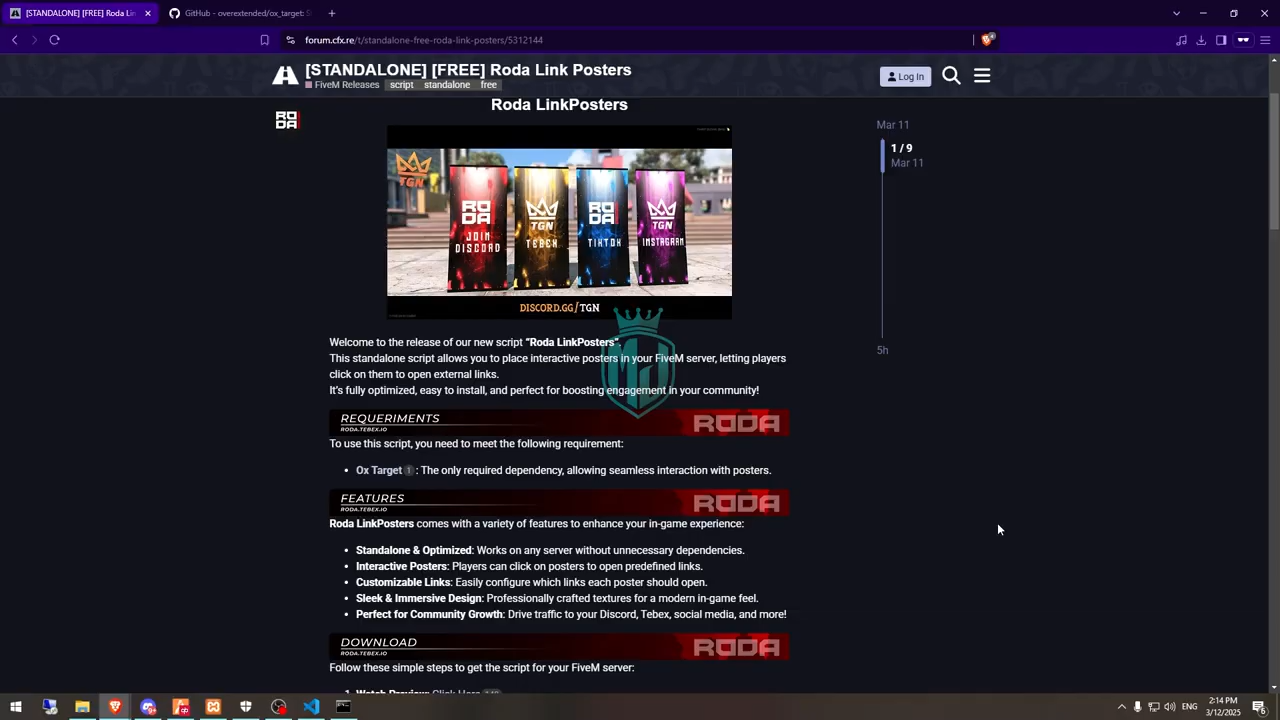 [STANDALONE] [FREE] Roda Lin
GitHub - overextended/ox_target: S
forum.cfx.re/t/standalone-free-roda-link-posters/5312144
[STANDALONE] [FREE] Roda Link Posters
FiveM Releases script standalone free
Log In
Roda LinkPosters
RODA
Mar 11
1 / 9
Mar 11
5h
TGN
RODA JOIN DISCORD
TGN TEBEX
RODA TIKTOK
TGN INSTAGRAM
DISCORD.GG/TGN
Welcome to the release of our new script “Roda LinkPosters”.
This standalone script allows you to place interactive posters in your FiveM server, letting players
click on them to open external links.
It’s fully optimized, easy to install, and perfect for boosting engagement in your community!
REQUERIMENTS
RODA.TEBEX.IO
RODA
To use this script, you need to meet the following requirement:
• Ox Target 1 : The only required dependency, allowing seamless interaction with posters.
FEATURES
RODA.TEBEX.IO
RODA
Roda LinkPosters comes with a variety of features to enhance your in-game experience:
• Standalone & Optimized: Works on any server without unnecessary dependencies.
• Interactive Posters: Players can click on posters to open predefined links.
• Customizable Links: Easily configure which links each poster should open.
• Sleek & Immersive Design: Professionally crafted textures for a modern in-game feel.
• Perfect for Community Growth: Drive traffic to your Discord, Tebex, social media, and more!
DOWNLOAD
RODA.TEBEX.IO
RODA
Follow these simple steps to get the script for your FiveM server:
1. Watch Preview: Click Here
ENG
2:14 PM
3/12/2025